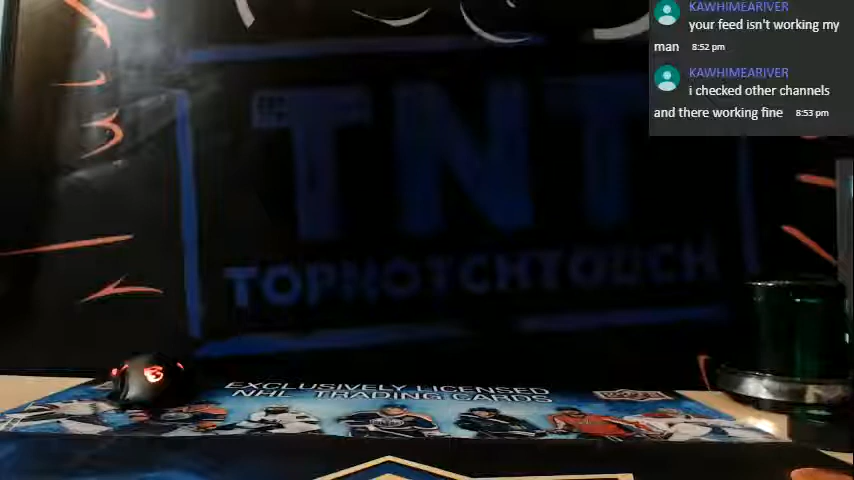 KAWHIMEARIVER
your feed isn't working my
man 8:52 pm
KAWHIMEARIVER
i checked other channels
and there working fine 8:53 pm
TNT
TOPNOTCHTOUCH
EXCLUSIVELY LICENSED
NHL TRADING CARDS